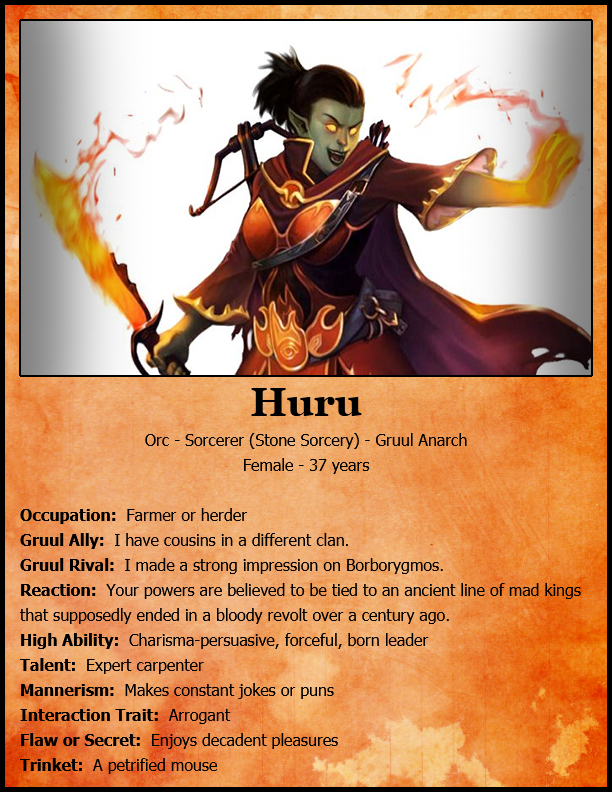 Huru
Orc - Sorcerer (Stone Sorcery) - Gruul Anarch
Female - 37 years
Occupation: Farmer or herder
Gruul Ally: I have cousins in a different clan.
Gruul Rival: I made a strong impression on Borborygmos.
Reaction: Your powers are believed to be tied to an ancient line of mad kings
that supposedly ended in a bloody revolt over a century ago.
High Ability: Charisma-persuasive, forceful, born leader
Talent: Expert carpenter
Mannerism: Makes constant jokes or puns
Interaction Trait: Arrogant
Flaw or Secret: Enjoys decadent pleasures
Trinket: A petrified mouse